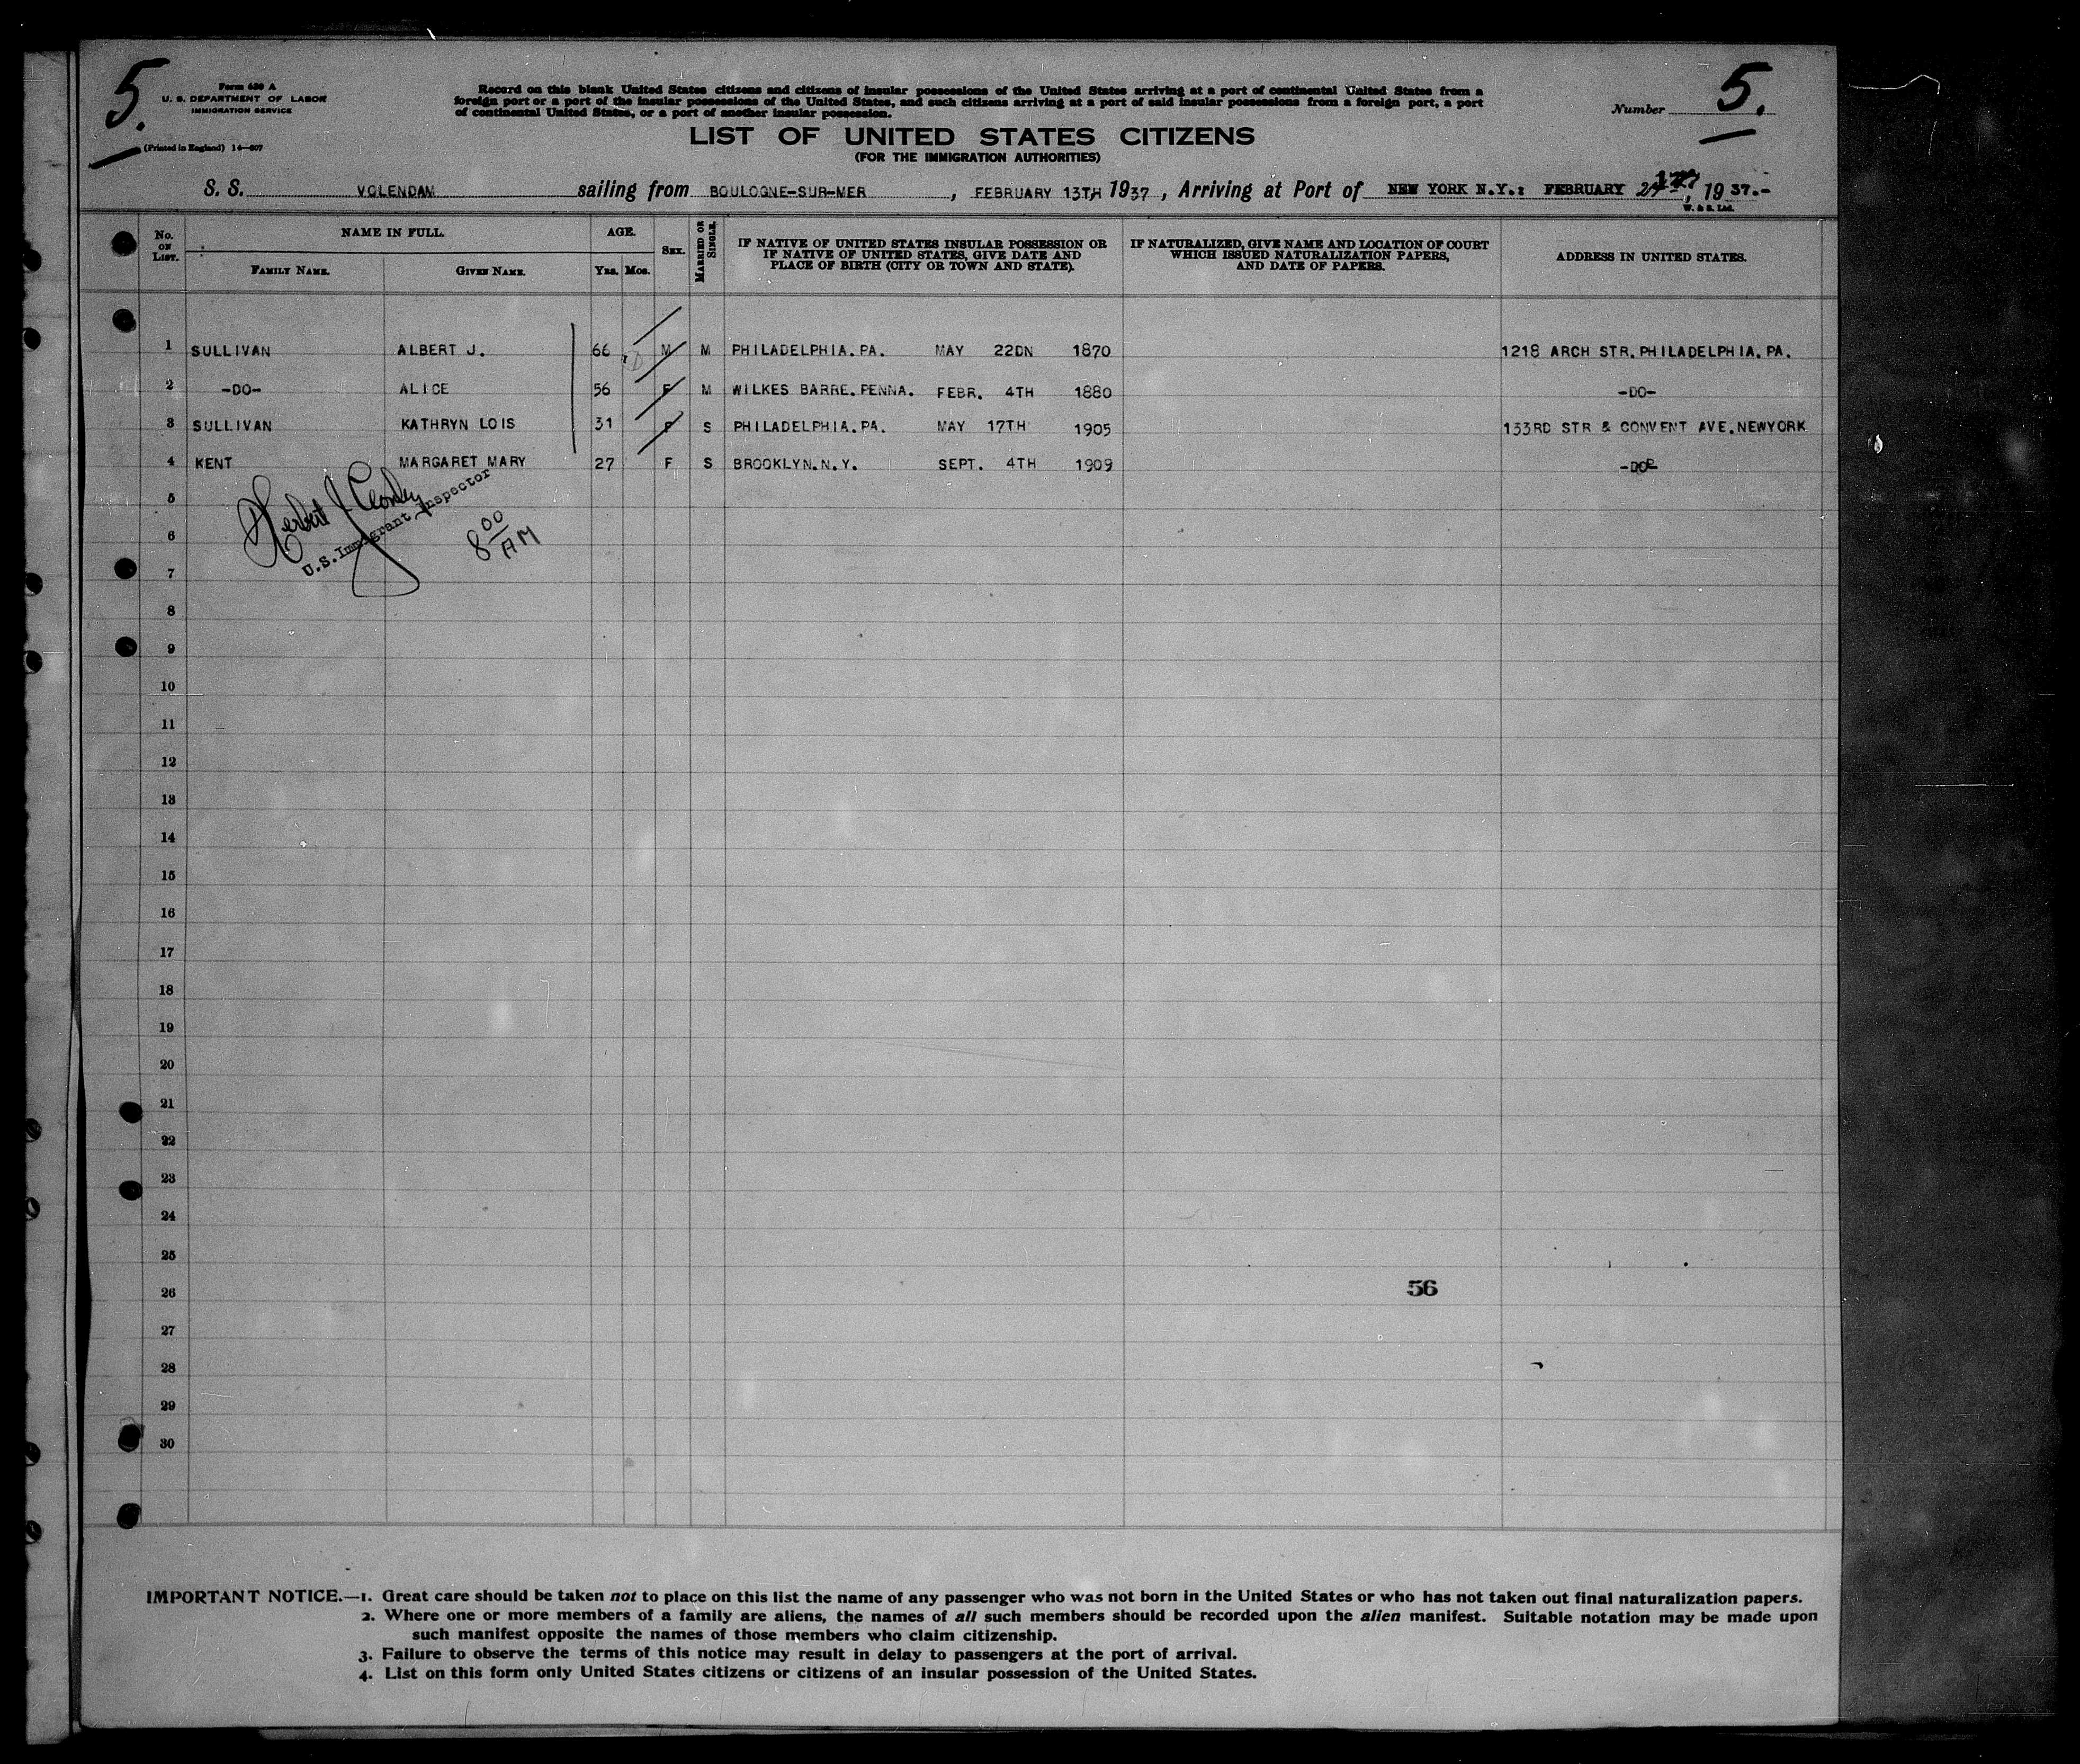 5.
Form 630 A
U. S. DEPARTMENT OF LABOR
IMMIGRATION SERVICE
(Printed in England) 14—607
Record on this blank United States citizens and citizens of insular possessions of the United States arriving at a port of continental United States from a
foreign port or a port of the insular possessions of the United States, and such citizens arriving at a port of said insular possessions from a foreign port, a port
of continental United States, or a port of another insular possession.
Number 5.
LIST OF UNITED STATES CITIZENS
(FOR THE IMMIGRATION AUTHORITIES)
S. S. VOLENDAM sailing from BOULOGNE-SUR-MER, FEBRUARY 13TH 1937, Arriving at Port of NEW YORK N.Y.: FEBRUARY, 19 37.-
W. & S. Ltd.
No. ON LIST. NAME IN FULL. AGE. SEX. MARRIED OR SINGLE. IF NATIVE OF UNITED STATES INSULAR POSSESSION OR IF NATIVE OF UNITED STATES, GIVE DATE AND PLACE OF BIRTH (CITY OR TOWN AND STATE). IF NATURALIZED, GIVE NAME AND LOCATION OF COURT WHICH ISSUED NATURALIZATION PAPERS, AND DATE OF PAPERS. ADDRESS IN UNITED STATES.
FAMILY NAME. GIVEN NAME. Yrs. Mos.
1 SULLIVAN ALBERT J. 66 M M PHILADELPHIA.PA. MAY 22DN 1870 1218 ARCH STR.PHILADELPHIA.PA.
2 -DO- ALICE 56 F M WILKES BARRE.PENNA. FEBR. 4TH 1880 -DO-
3 SULLIVAN KATHRYN LOIS 31 F S PHILADELPHIA.PA. MAY 17TH 1905 133RD STR & CONVENT AVE.NEWYORK
4 KENT MARGARET MARY 27 F S BROOKLYN.N.Y. SEPT. 4TH 1909 -DO-
5
Herbert J
U.S.Immigrant Inspector
8 00 AM
6
7
8
9
10
11
12
13
14
15
16
17
18
19
20
21
22
23
24
25
26
56
27
28
29
30
IMPORTANT NOTICE.—1. Great care should be taken not to place on this list the name of any passenger who was not born in the United States or who has not taken out final naturalization papers.
2. Where one or more members of a family are aliens, the names of all such members should be recorded upon the alien manifest. Suitable notation may be made upon
such manifest opposite the names of those members who claim citizenship.
3. Failure to observe the terms of this notice may result in delay to passengers at the port of arrival.
4. List on this form only United States citizens or citizens of an insular possession of the United States.